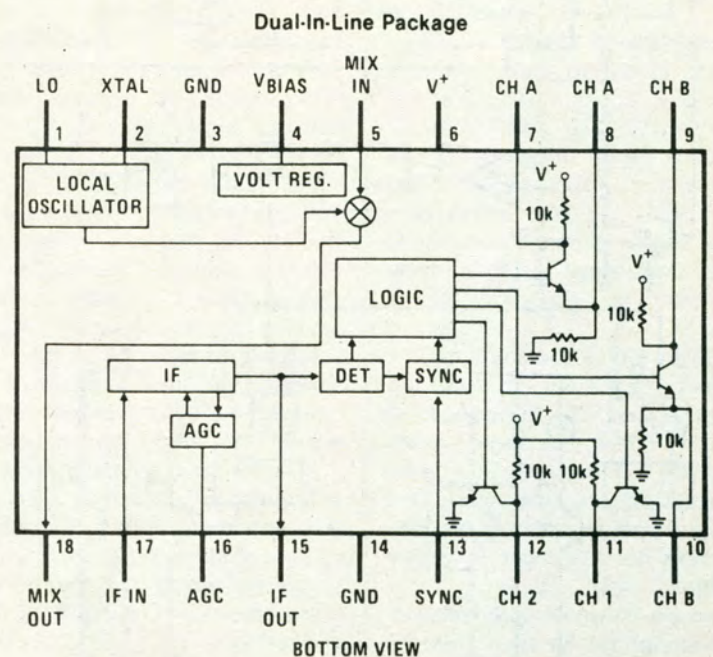 Dual-In-Line Package
LO XTAL GND VBIAS MIX IN V+ CH A CH A CH B
1 2 3 4 5 6 7 8 9
LOCAL OSCILLATOR
VOLT REG.
V+
10k
V+
LOGIC
10k
10k
IF
DET
SYNC
AGC
V+
10k
10k
10k
18 17 16 15 14 13 12 11 10
MIX OUT IF IN AGC IF OUT GND SYNC CH 2 CH 1 CH B
BOTTOM VIEW